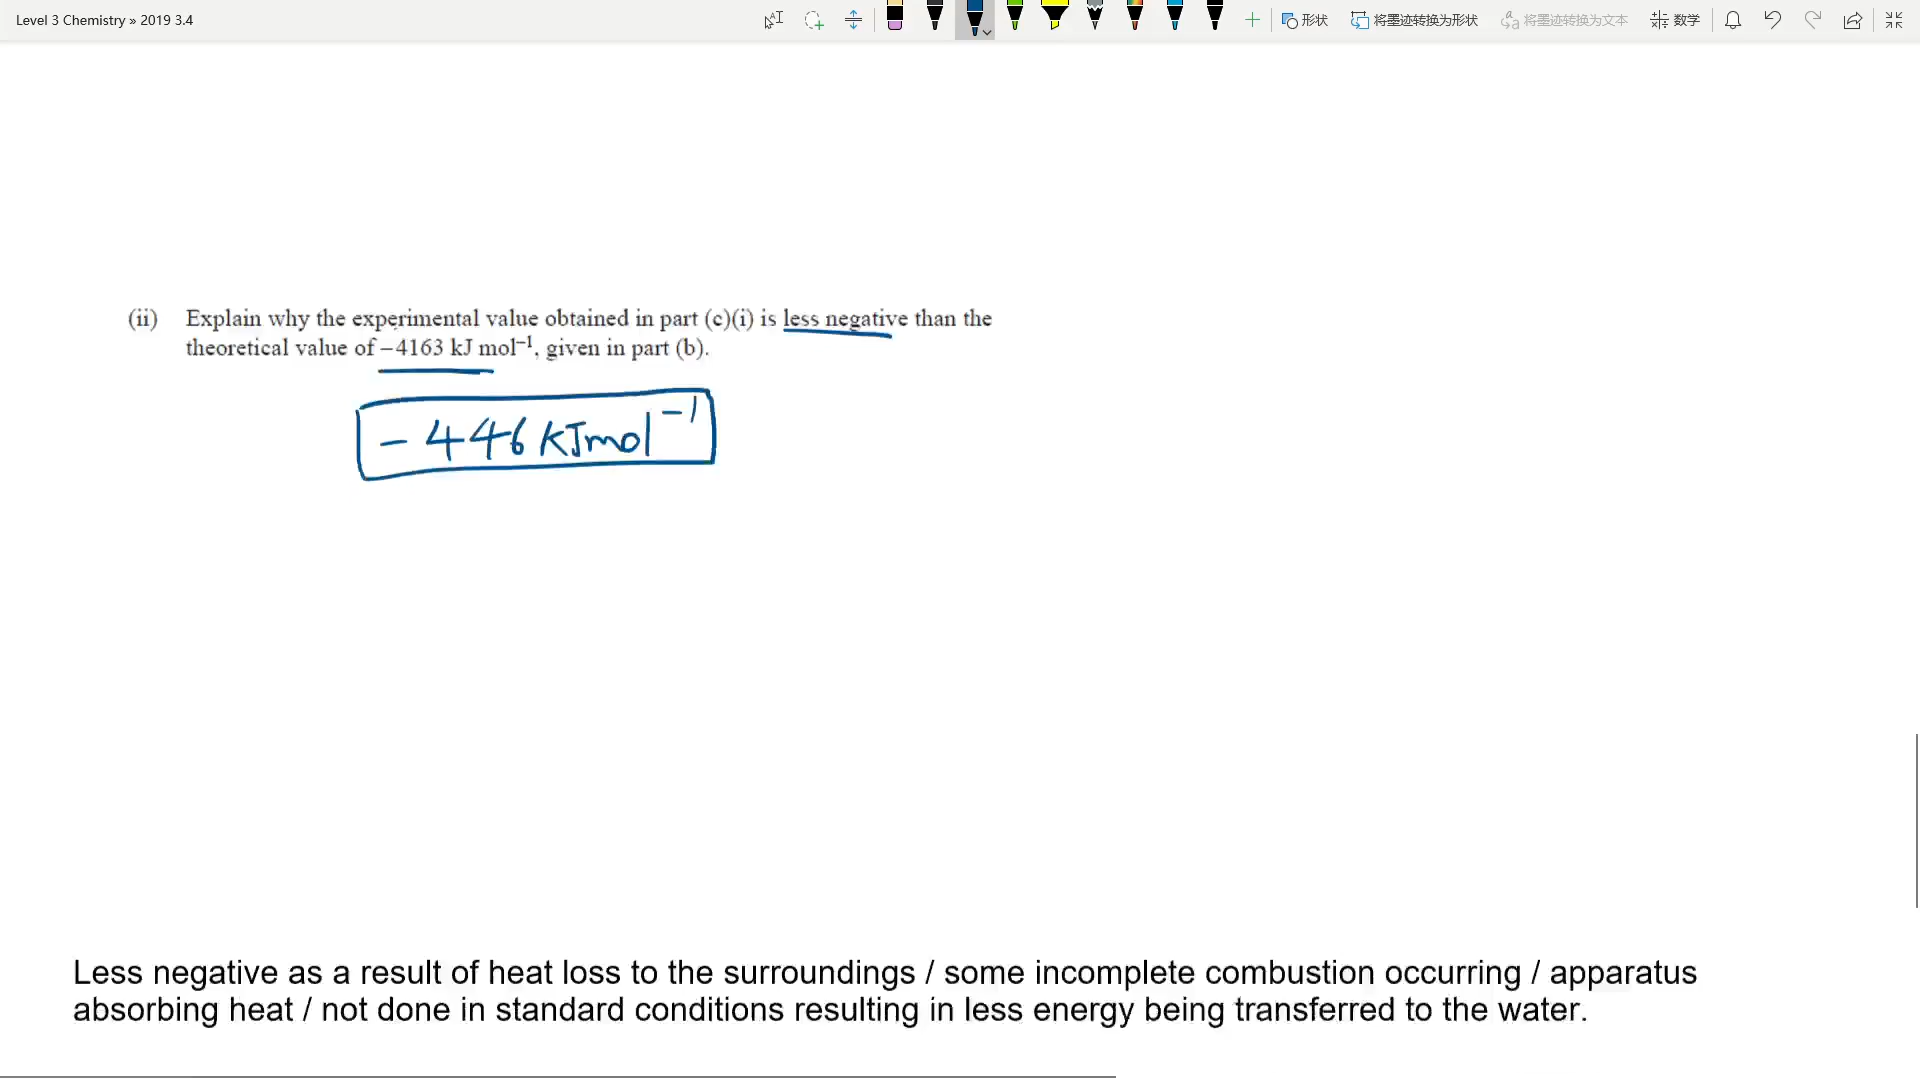 Level 3 Chemistry » 2019 3.4
形状
将墨迹转换为形状
将墨迹转换为文本
数学
(ii) Explain why the experimental value obtained in part (c)(i) is less negative than the
theoretical value of −4163 kJ mol⁻¹, given in part (b).
−446 kJmol⁻¹
Less negative as a result of heat loss to the surroundings / some incomplete combustion occurring / apparatus
absorbing heat / not done in standard conditions resulting in less energy being transferred to the water.